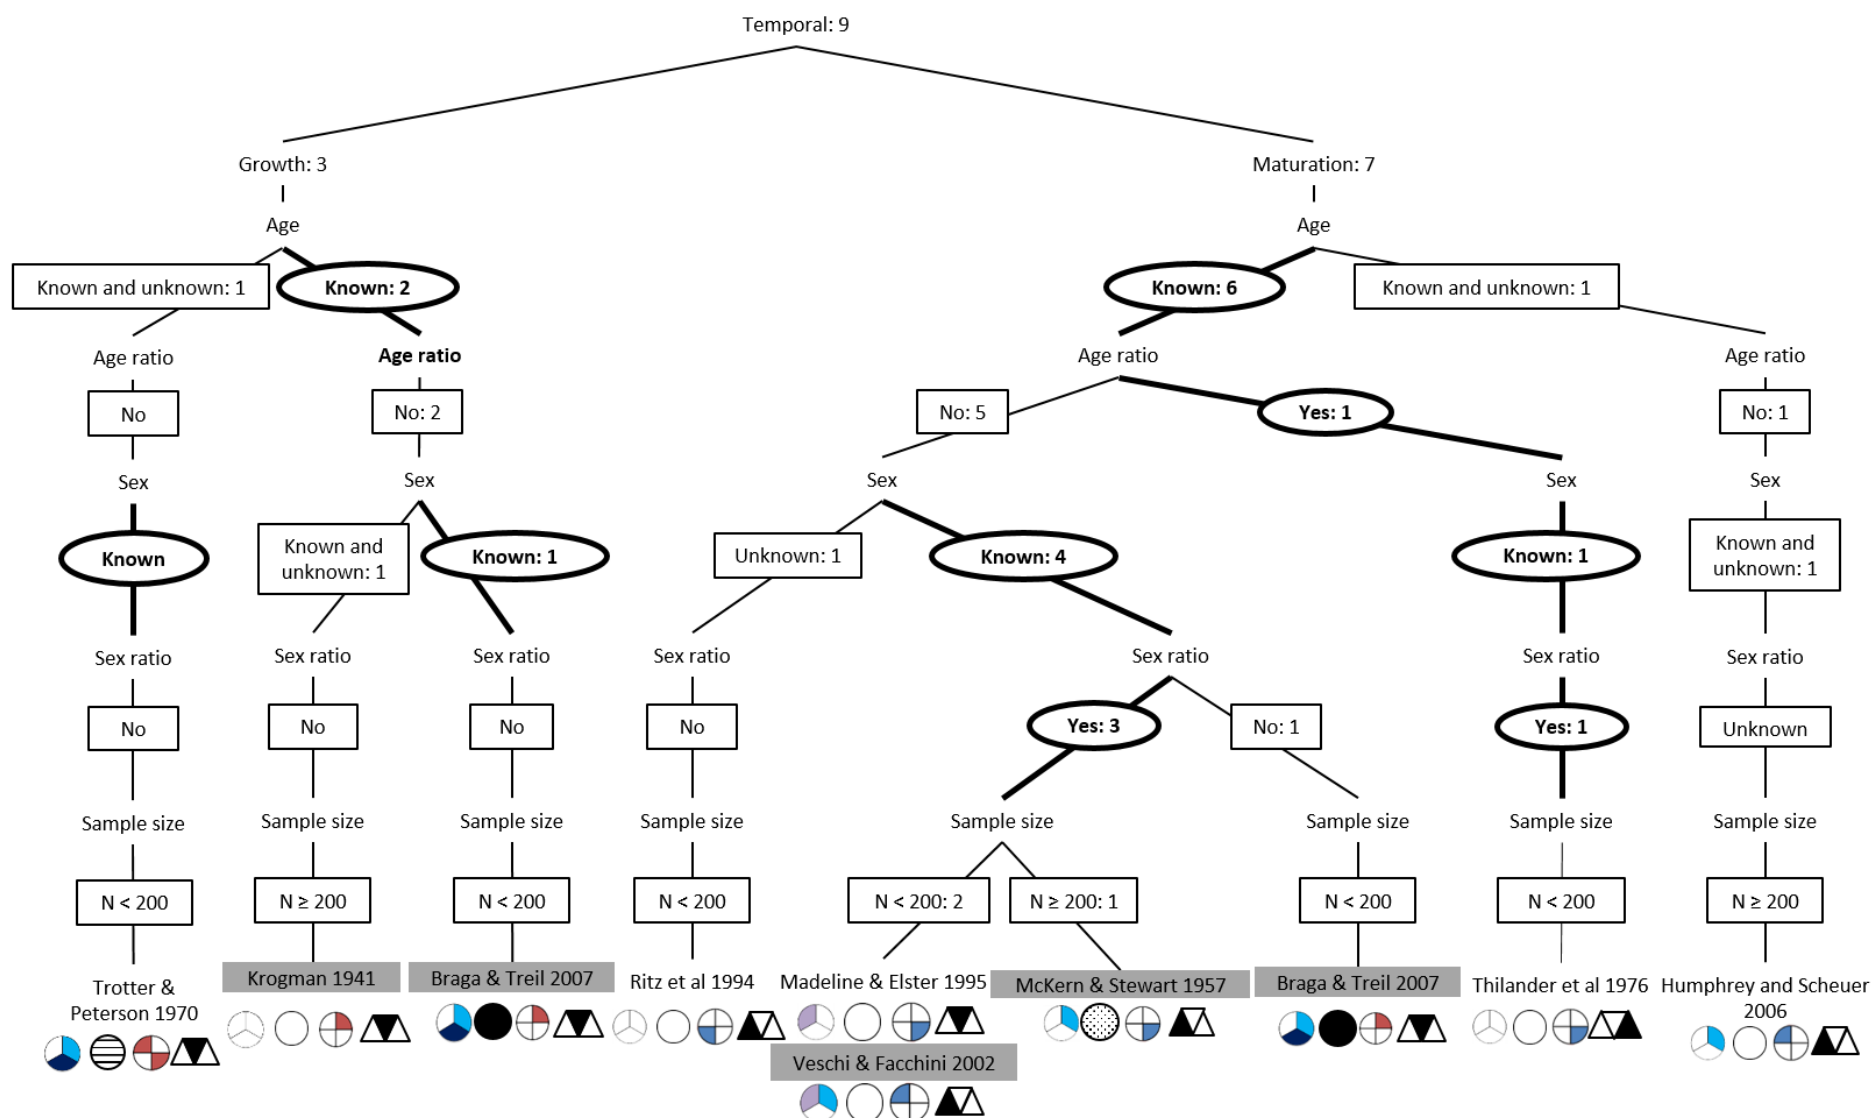 Temporal: 9
Growth: 3
Maturation: 7
Age
Age
Known and unknown: 1
Known: 2
Known: 6
Known and unknown: 1
Age ratio
Age ratio
Age ratio
Age ratio
No
No: 2
No: 5
Yes: 1
No: 1
Sex
Sex
Sex
Sex
Sex
Known
Known and
unknown: 1
Known: 1
Unknown: 1
Known: 4
Known: 1
Known and
unknown: 1
Sex ratio
Sex ratio
Sex ratio
Sex ratio
Sex ratio
Sex ratio
Sex ratio
No
No
No
No
Yes: 3
No: 1
Yes: 1
Unknown
Sample size
Sample size
Sample size
Sample size
Sample size
Sample size
Sample size
Sample size
N < 200
N ≥ 200
N < 200
N < 200
N < 200: 2
N ≥ 200: 1
N < 200
N < 200
N ≥ 200
Trotter &
Peterson 1970
Krogman 1941
Braga & Treil 2007
Ritz et al 1994
Madeline & Elster 1995
McKern & Stewart 1957
Braga & Treil 2007
Thilander et al 1976
Humphrey and Scheuer
2006
Veschi & Facchini 2002